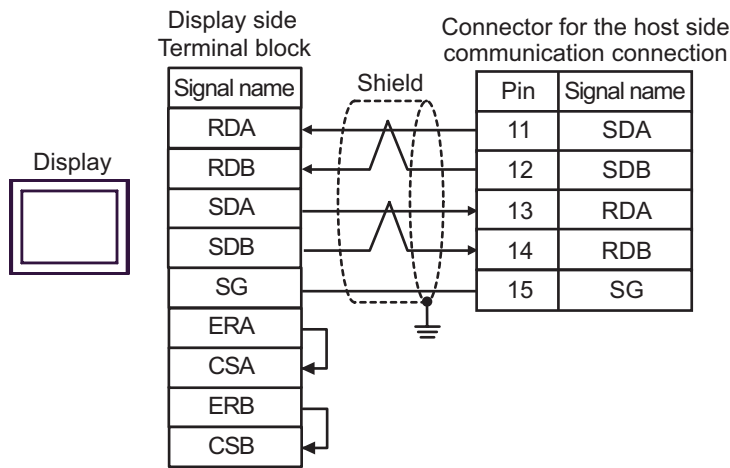 Display side
Terminal block
Connector for the host side
communication connection
Signal name
Shield
Pin
Signal name
RDA
11
SDA
Display
RDB
12
SDB
SDA
13
RDA
SDB
14
RDB
SG
15
SG
ERA
CSA
ERB
CSB